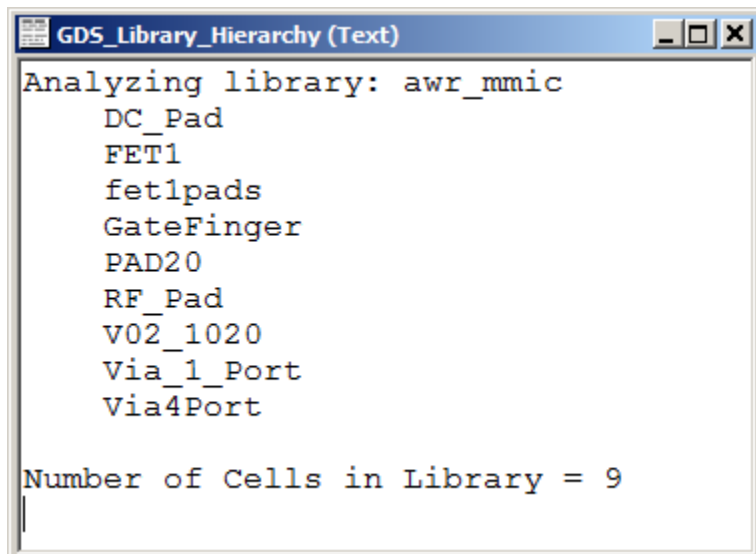 GDS_Library_Hierarchy (Text)
Analyzing library: awr_mmic
DC_Pad
FET1
fet1pads
GateFinger
PAD20
RF_Pad
V02_1020
Via_1_Port
Via4Port
Number of Cells in Library = 9